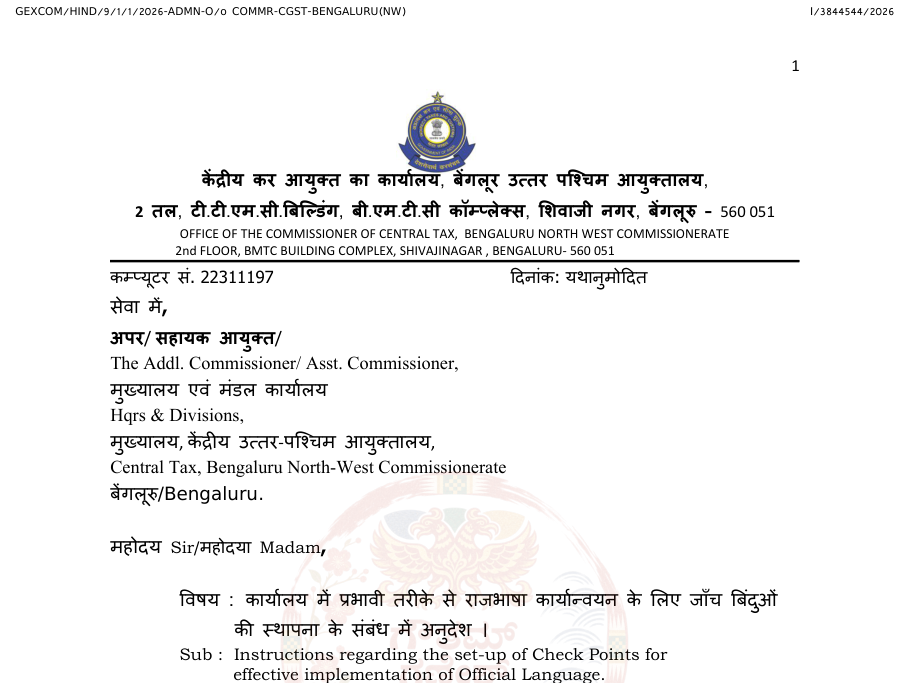 GEXCOM/HIND/9/1/1/2026-ADMN-O/o COMMR-CGST-BENGALURU(NW) I/3844544/2026
1
केंद्रीय कर आयुक्त का कार्यालय, बेंगलूर उत्तर पश्चिम आयुक्तालय,
2 तल, टी.टी.एम.सी.बिल्डिंग, बी.एम.टी.सी कॉम्प्लेक्स, शिवाजी नगर, बेंगलूरु – 560 051
OFFICE OF THE COMMISSIONER OF CENTRAL TAX, BENGALURU NORTH WEST COMMISSIONERATE
2nd FLOOR, BMTC BUILDING COMPLEX, SHIVAJINAGAR , BENGALURU- 560 051
कम्प्यूटर सं. 22311197 दिनांक: यथानुमोदित
सेवा में,
अपर/ सहायक आयुक्त/
The Addl. Commissioner/ Asst. Commissioner,
मुख्यालय एवं मंडल कार्यालय
Hqrs & Divisions,
मुख्यालय, केंद्रीय उत्तर-पश्चिम आयुक्तालय,
Central Tax, Bengaluru North-West Commissionerate
बेंगलूरु/Bengaluru.
महोदय Sir/महोदया Madam,
विषय : कार्यालय में प्रभावी तरीके से राजभाषा कार्यान्वयन के लिए जाँच बिंदुओं
की स्थापना के संबंध में अनुदेश ।
Sub : Instructions regarding the set-up of Check Points for
effective implementation of Official Language.